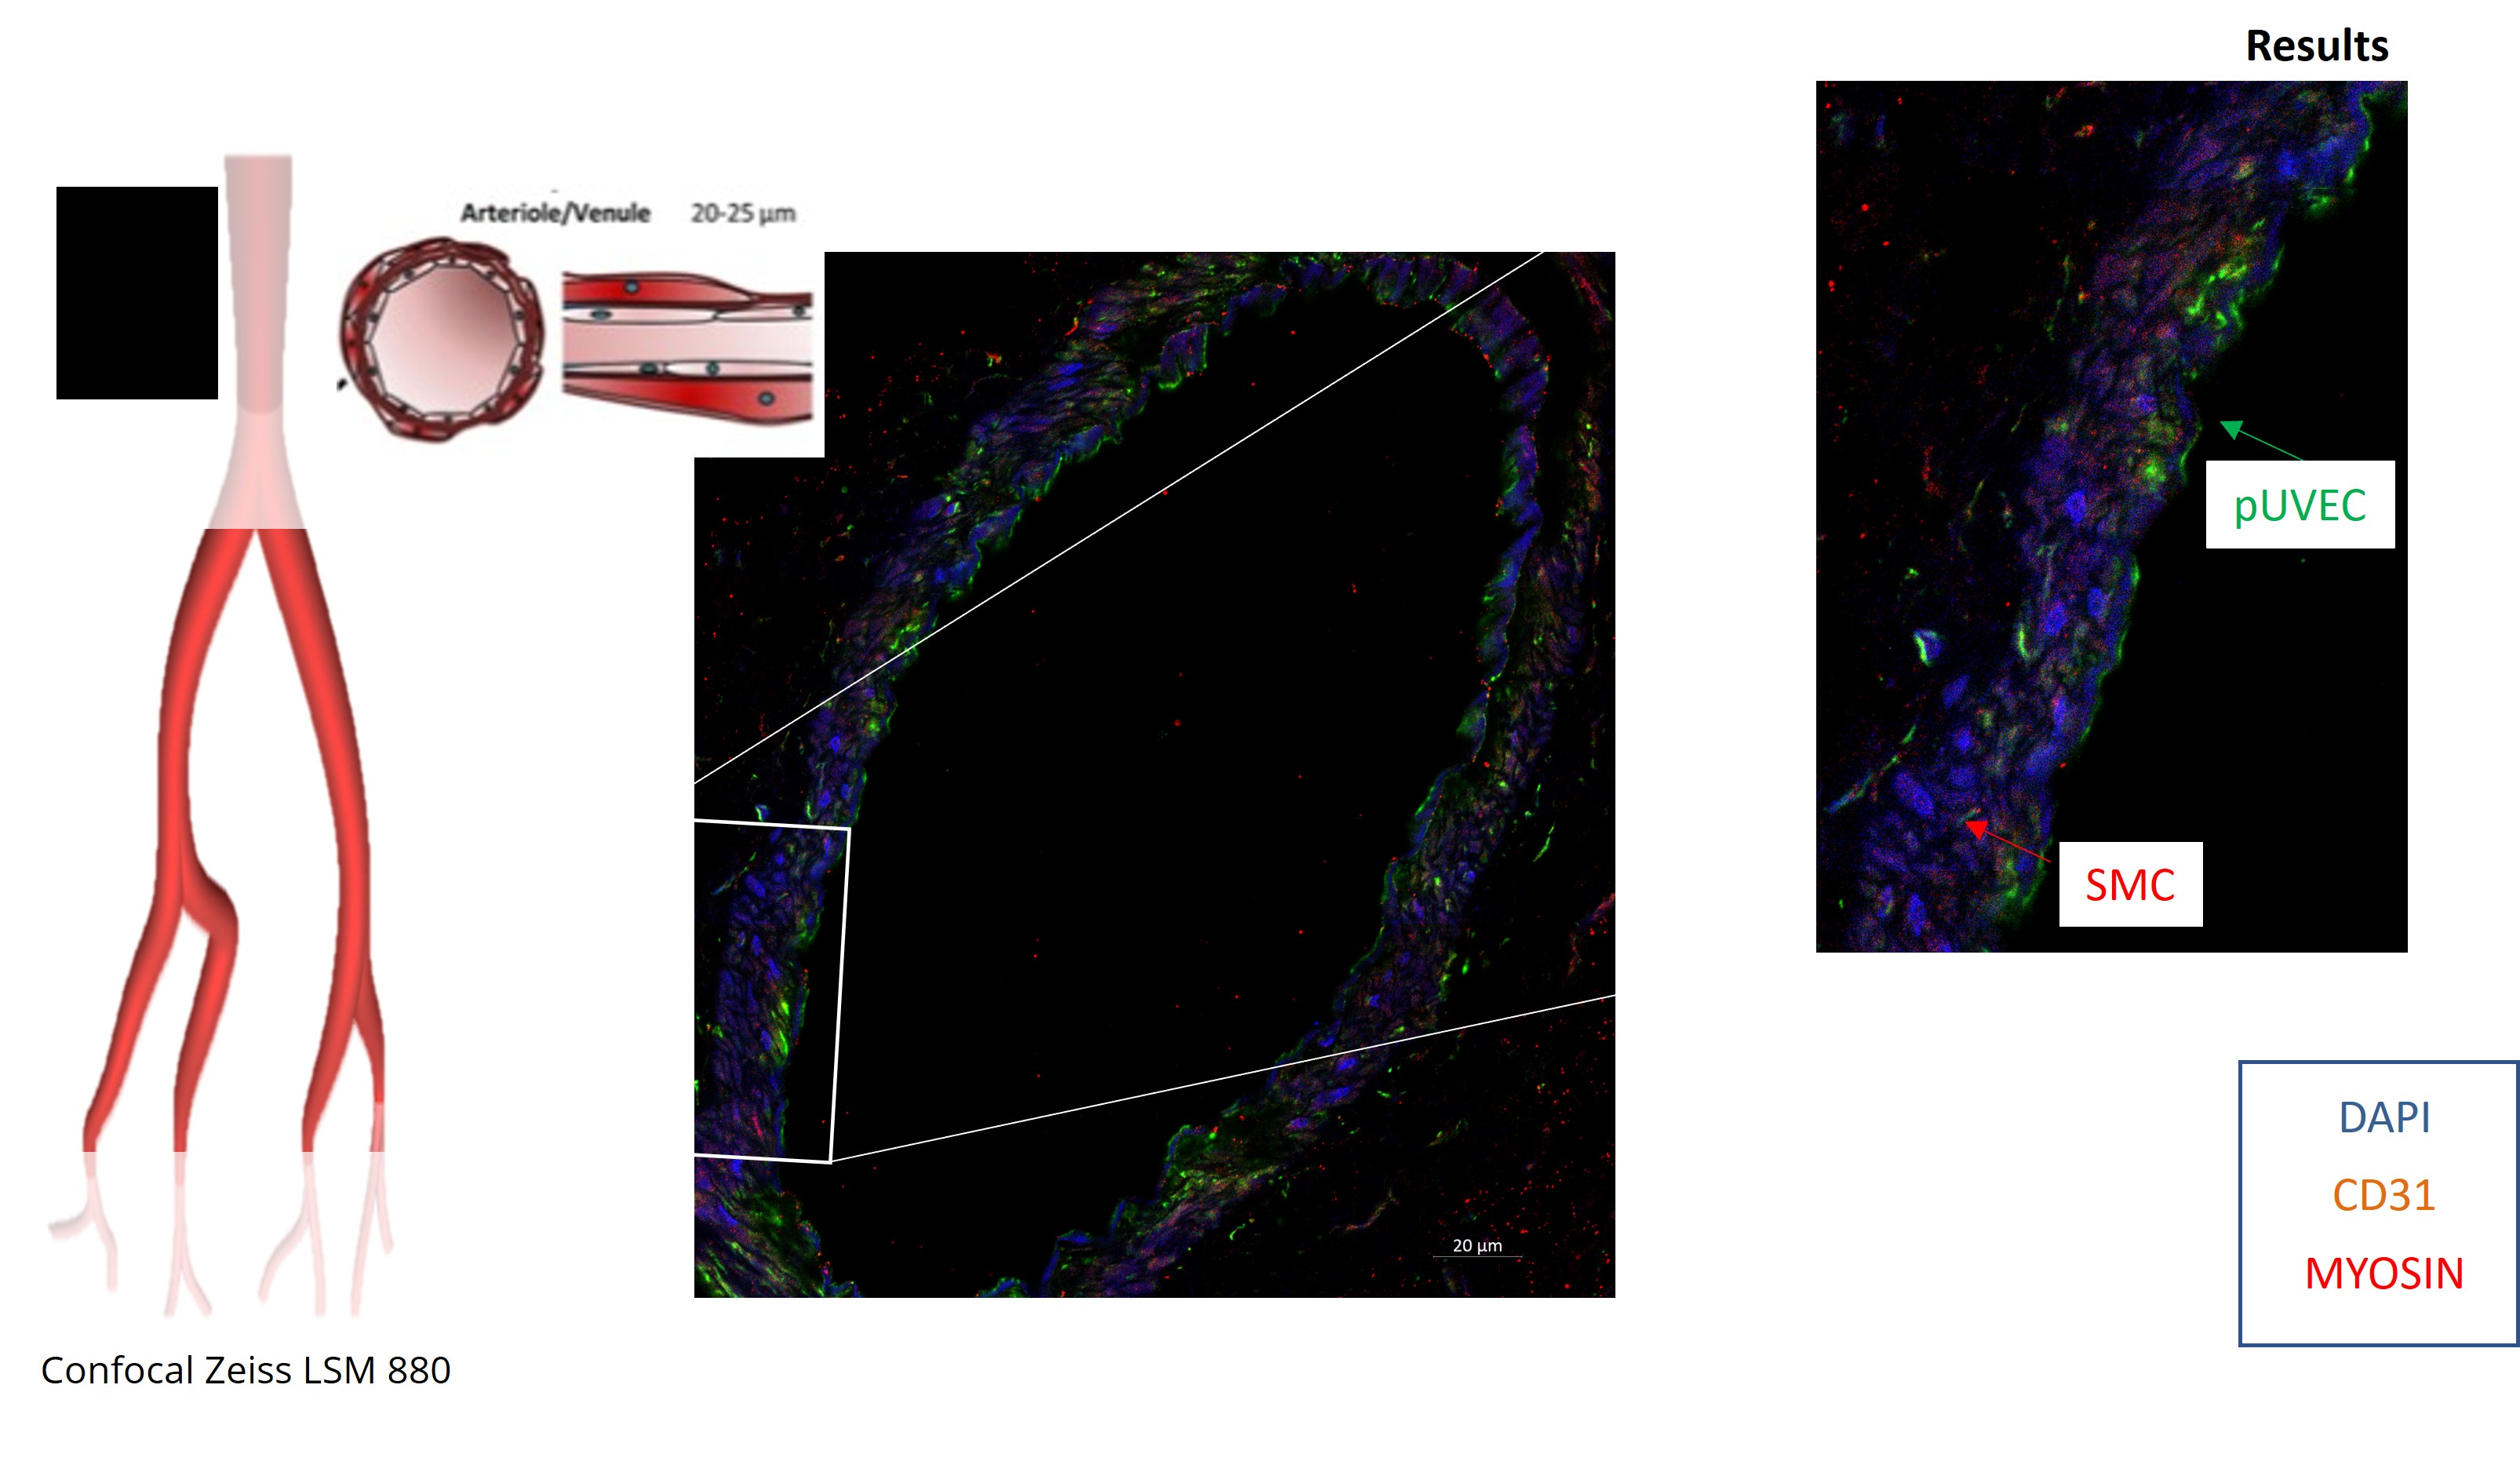 Results
Arteriole/Venule 20-25 µm
pUVEC
SMC
20 µm
DAPI
CD31
MYOSIN
Confocal Zeiss LSM 880